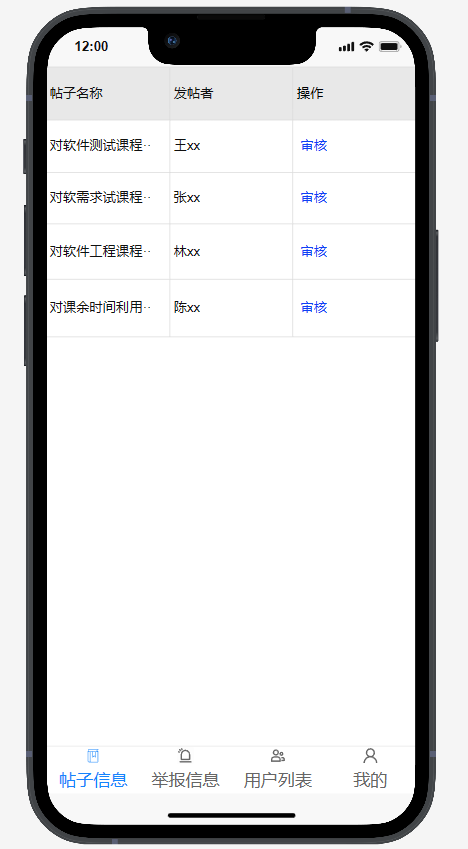 12:00
帖子名称 发帖者 操作
对软件测试课程·· 王xx 审核
对软需求试课程·· 张xx 审核
对软件工程课程·· 林xx 审核
对课余时间利用·· 陈xx 审核
帖子信息 举报信息 用户列表 我的